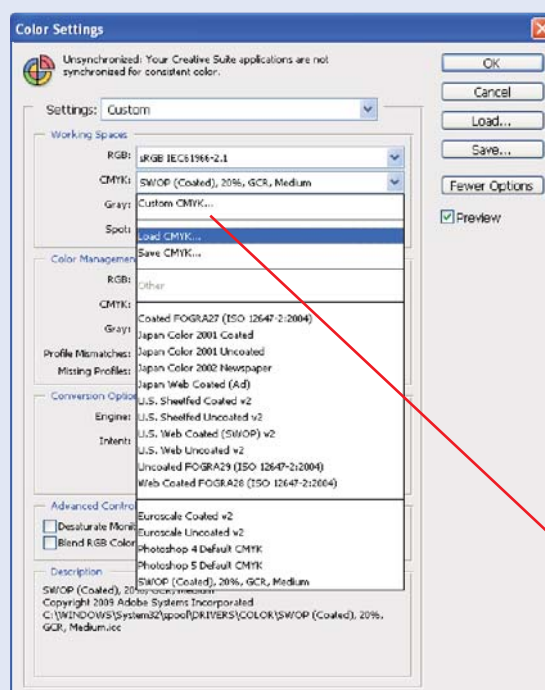 Color Settings
Unsynchronized: Your Creative Suite applications are not
synchronized for consistent color.
OK
Cancel
Load...
Save...
Fewer Options
Preview
Settings: Custom
Working Spaces
RGB: sRGB IEC61966-2.1
CMYK: SWOP (Coated), 20%, GCR, Medium
Gray:
Spot:
Custom CMYK...
Load CMYK...
Save CMYK...
Other
Coated FOGRA27 (ISO 12647-2:2004)
Japan Color 2001 Coated
Japan Color 2001 Uncoated
Japan Color 2002 Newspaper
Japan Web Coated (Ad)
U.S. Sheetfed Coated v2
U.S. Sheetfed Uncoated v2
U.S. Web Coated (SWOP) v2
U.S. Web Uncoated v2
Uncoated FOGRA29 (ISO 12647-2:2004)
Web Coated FOGRA28 (ISO 12647-2:2004)
Euroscale Coated v2
Euroscale Uncoated v2
Photoshop 4 Default CMYK
Photoshop 5 Default CMYK
SWOP (Coated), 20%, GCR, Medium
Color Managemen
RGB:
CMYK:
Gray:
Profile Mismatches:
Missing Profiles:
Conversion Optio
Engine:
Intent:
Advanced Control
Desaturate Monit
Blend RGB Color
Description
SWOP (Coated), 20%, GCR, Medium
Copyright 2009 Adobe Systems Incorporated
C:\WINDOWS\System32\spool\DRIVERS\COLOR\SWOP (Coated), 20%,
GCR, Medium.icc